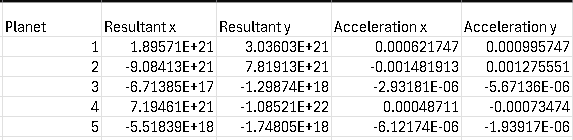 Planet Resultant x Resultant y Acceleration x Acceleration y
1 1.89571E+21 3.03603E+21 0.000621747 0.000995747
2 -9.08413E+21 7.81913E+21 -0.001481913 0.001275551
3 -6.71385E+17 -1.29874E+18 -2.93181E-06 -5.67136E-06
4 7.19461E+21 -1.08521E+22 0.00048711 -0.00073474
5 -5.51839E+18 -1.74805E+18 -6.12174E-06 -1.93917E-06